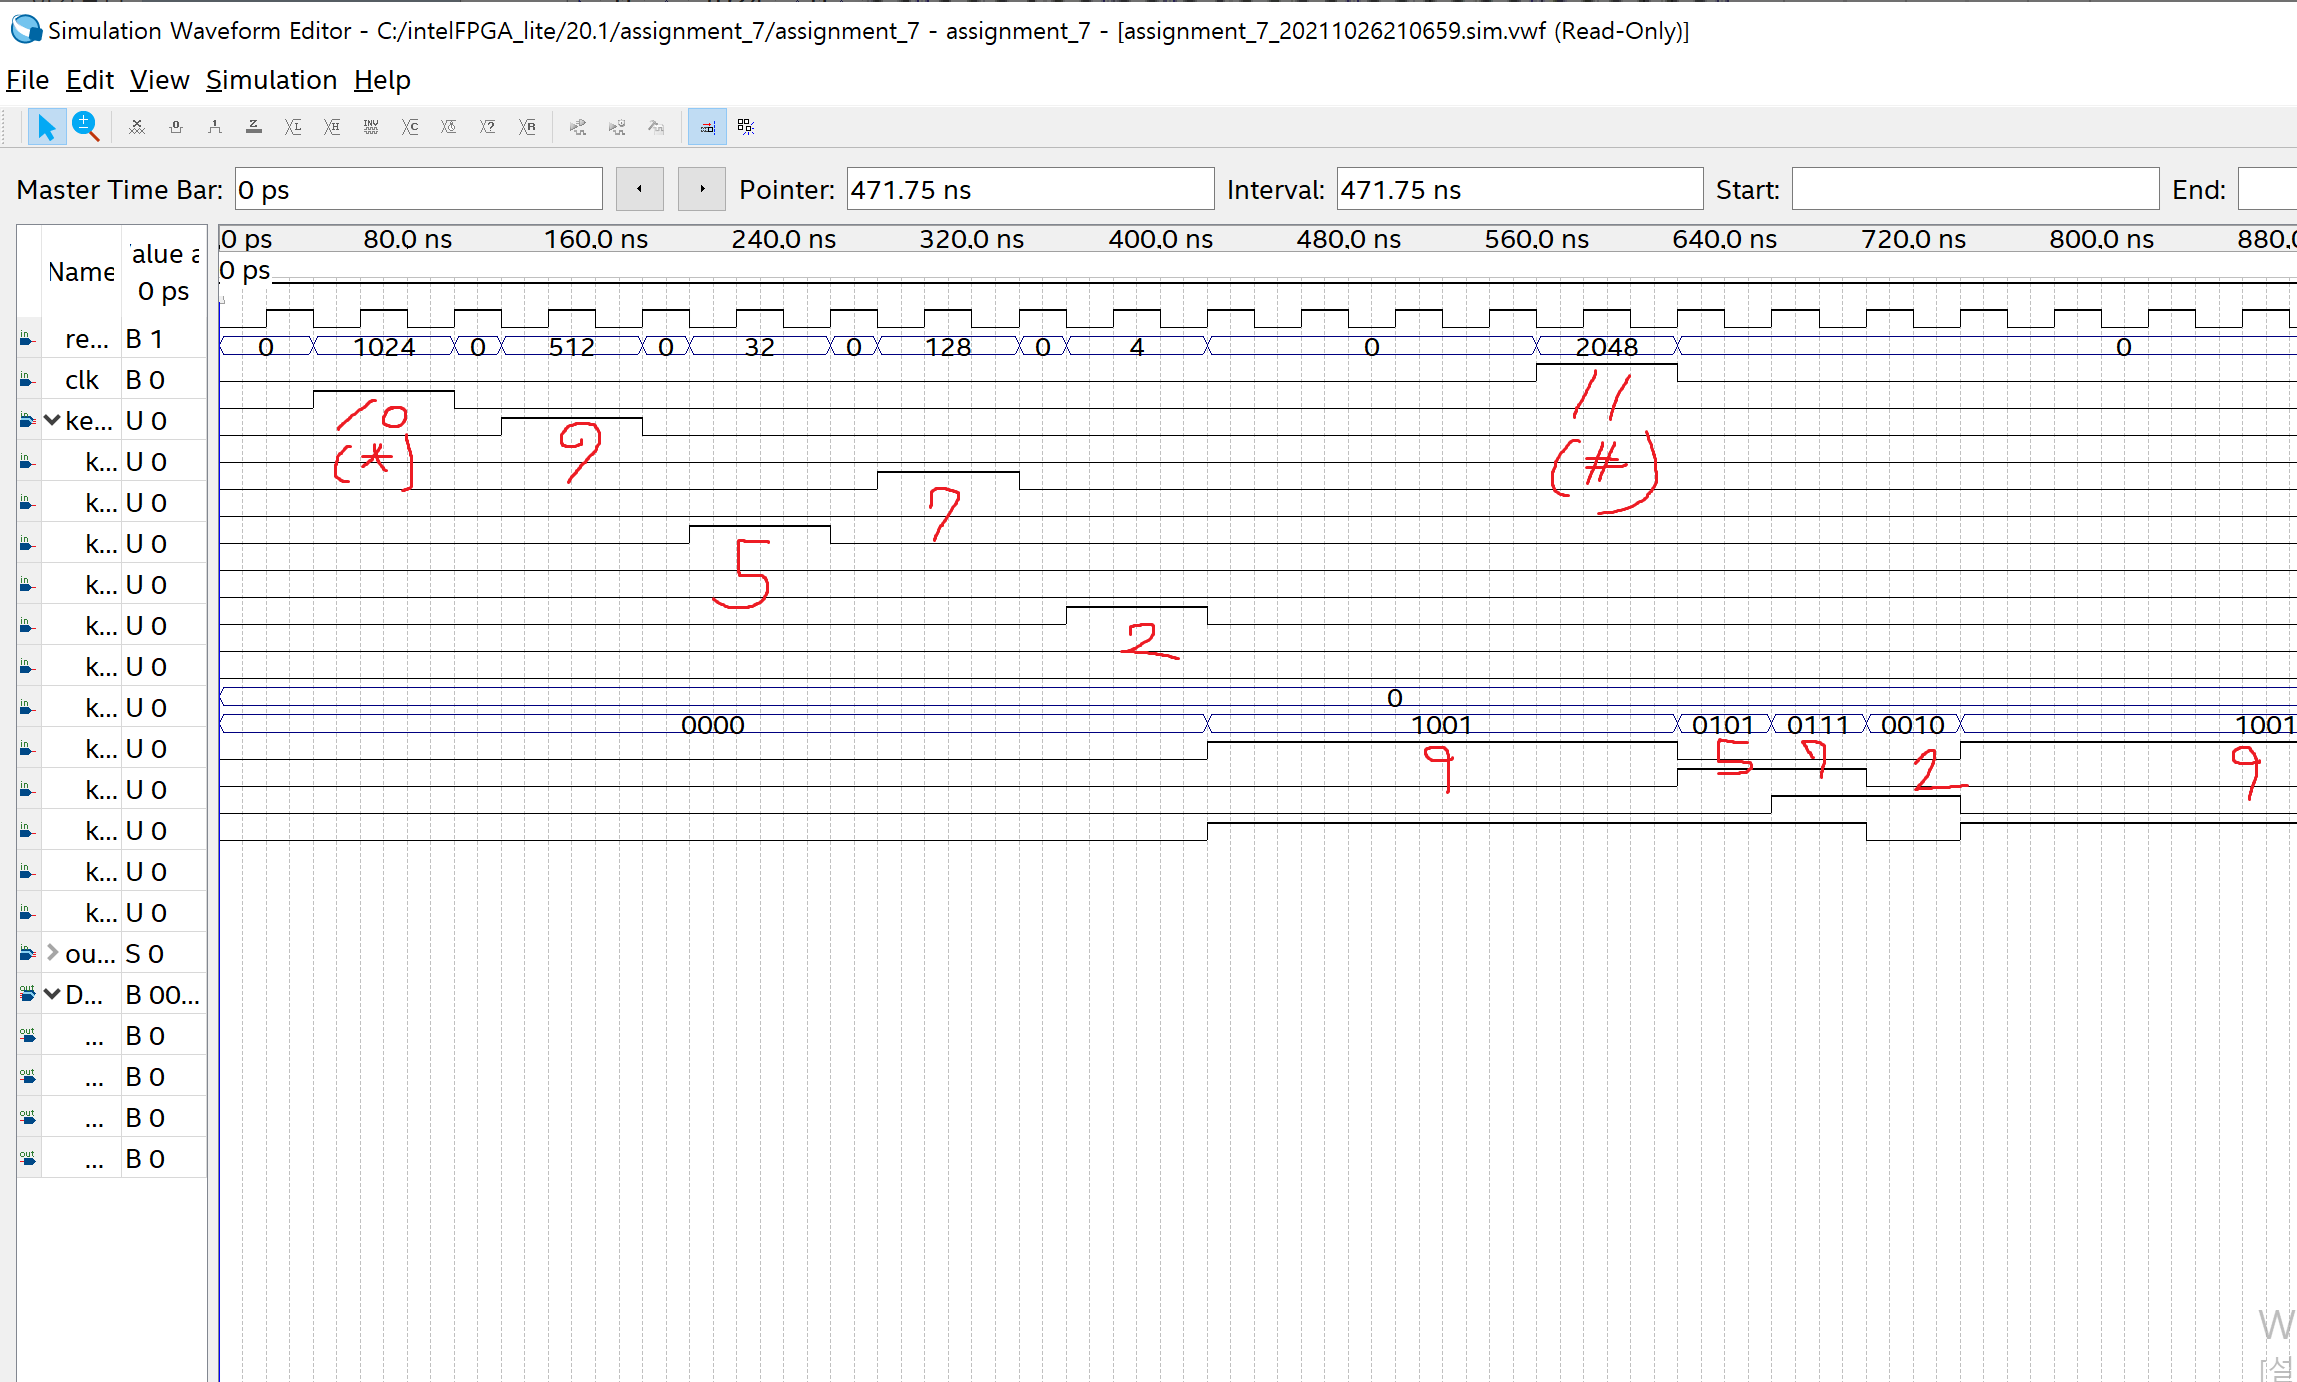 Simulation Waveform Editor - C:/intelFPGA_lite/20.1/assignment_7/assignment_7 - assignment_7 - [assignment_7_20211026210659.sim.vwf (Read-Only)]
File Edit View Simulation Help
Master Time Bar: 0 ps Pointer: 471.75 ns Interval: 471.75 ns Start: End:
Name alue a 0 ps
0 ps 80.0 ns 160.0 ns 240.0 ns 320.0 ns 400.0 ns 480.0 ns 560.0 ns 640.0 ns 720.0 ns 800.0 ns 880.0
0 ps
re... B 1
clk B 0
ke... U 0
k... U 0
k... U 0
k... U 0
k... U 0
k... U 0
k... U 0
k... U 0
k... U 0
k... U 0
k... U 0
k... U 0
k... U 0
ou... S 0
D... B 00...
... B 0
... B 0
... B 0
... B 0
0 1024 0 512 0 32 0 128 0 4 0 2048 0
10 (*)
9
5
7
2
11 (#)
0
0000 1001 0101 0111 0010 1001
9 5 7 2 9
W
[설